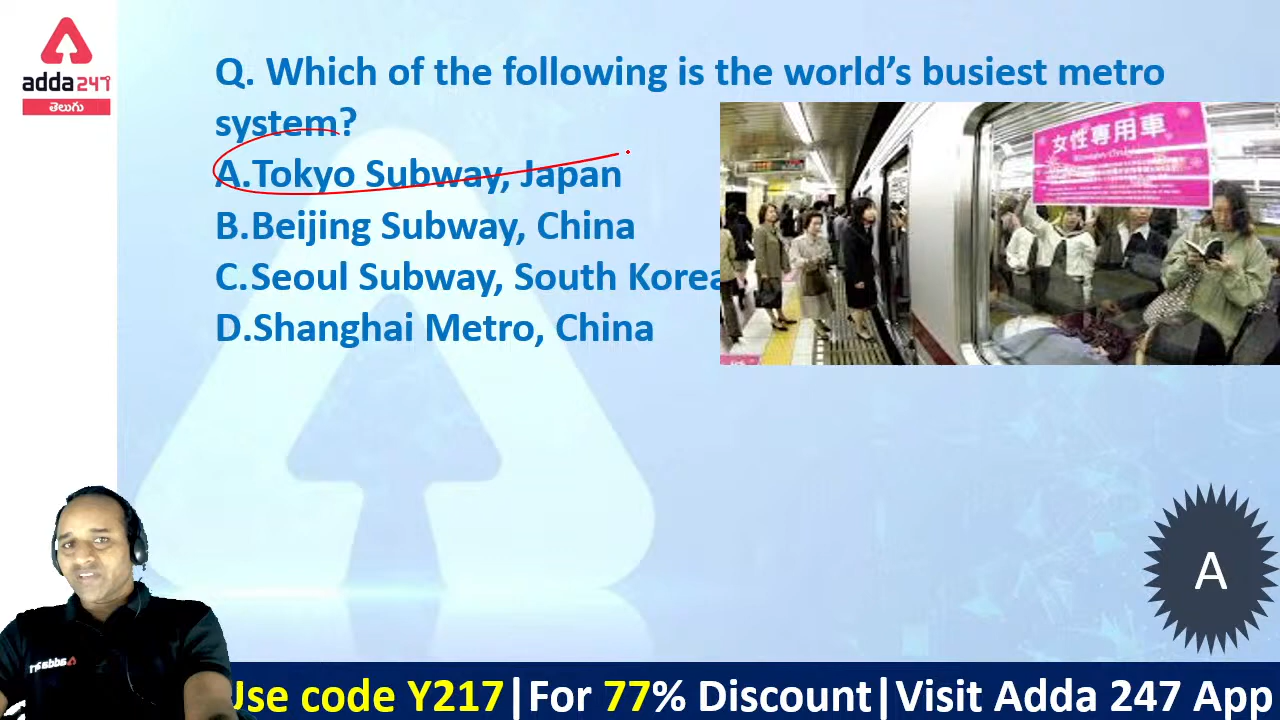 adda247
తెలుగు
Q. Which of the following is the world’s busiest metro
system?
A.Tokyo Subway, Japan
B.Beijing Subway, China
C.Seoul Subway, South Korea
D.Shanghai Metro, China
女性専用車
A
Use code Y217|For 77% Discount|Visit Adda 247 App